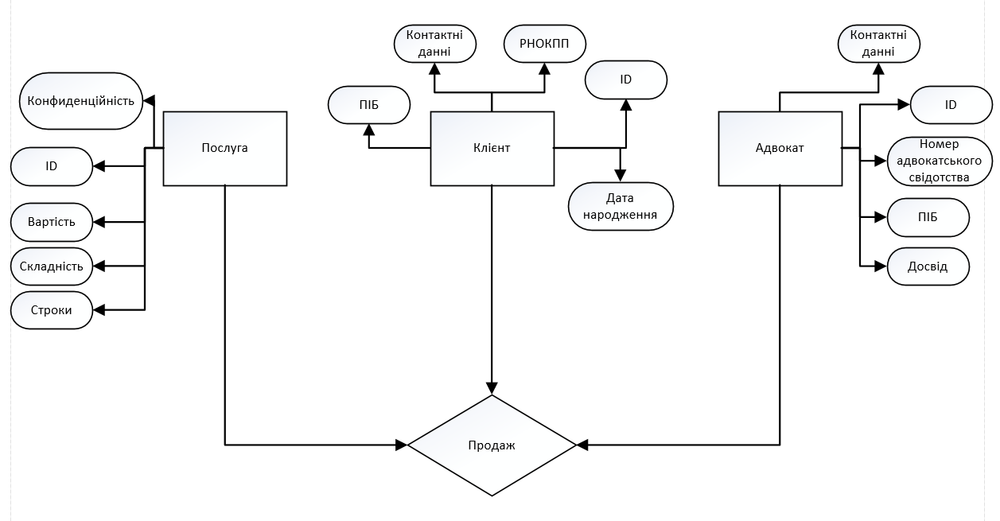 Контактні
данні
РНОКПП
Контактні
данні
ID
Конфиденційність
ПІБ
ID
Послуга
Клієнт
Адвокат
Номер
адвокатського
свідотства
ID
Дата
народження
Вартість
ПІБ
Складність
Досвід
Строки
Продаж